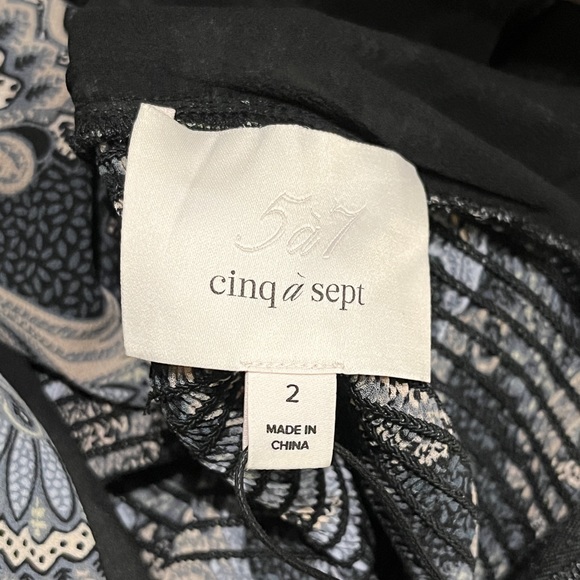 5à7
cinq à sept
2
MADE IN
CHINA